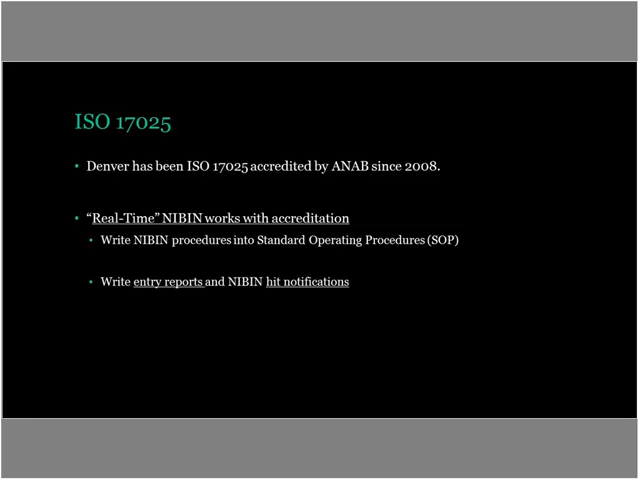 ISO 17025
• Denver has been ISO 17025 accredited by ANAB since 2008.
• “Real-Time” NIBIN works with accreditation
• Write NIBIN procedures into Standard Operating Procedures (SOP)
• Write entry reports and NIBIN hit notifications